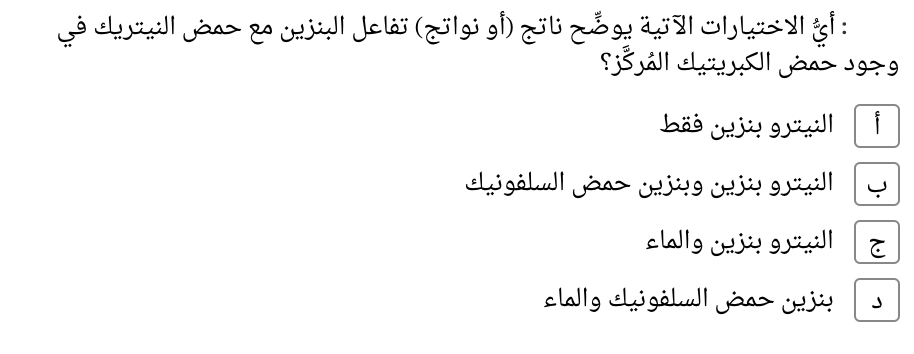 : أيُّ الاختيارات الآتية يوضِّح ناتج (أو نواتج) تفاعل البنزين مع حمض النيتريك في
وجود حمض الكبريتيك المُركَّز؟
أ النيترو بنزين فقط
ب النيترو بنزين وبنزين حمض السلفونيك
ج النيترو بنزين والماء
د بنزين حمض السلفونيك والماء